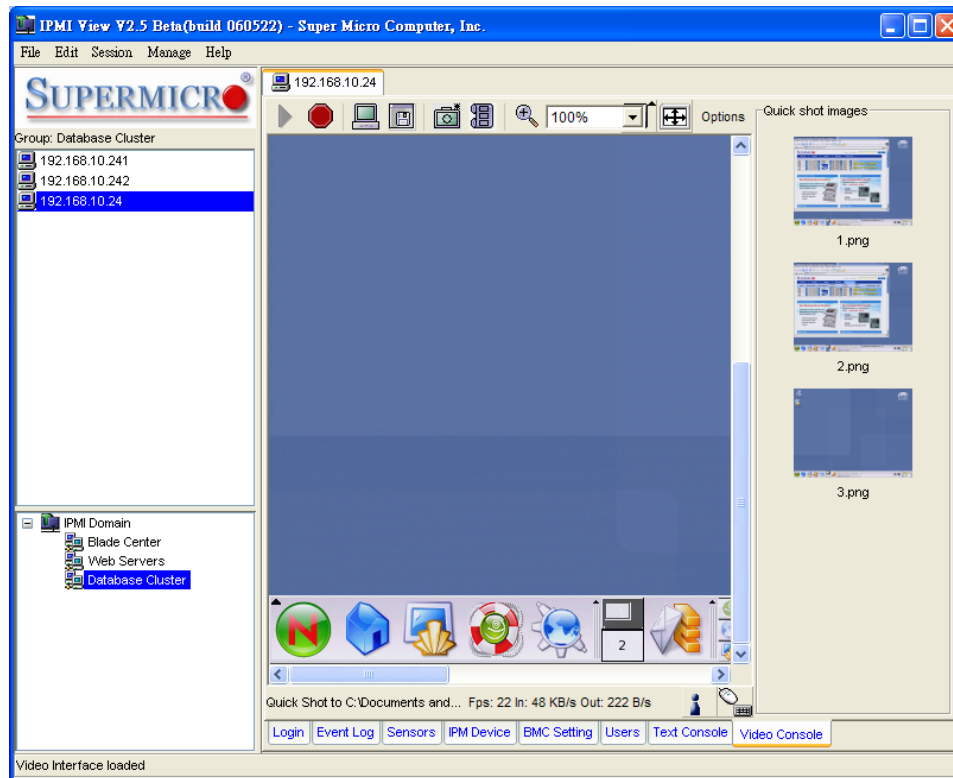 IPMI View V2.5 Beta(build 060522) - Super Micro Computer, Inc.
File Edit Session Manage Help
SUPERMICRO®
Group: Database Cluster
192.168.10.241
192.168.10.242
192.168.10.24
IPMI Domain
Blade Center
Web Servers
Database Cluster
192.168.10.24
100%
Options
N
2
Quick Shot to C:\Documents and... Fps: 22 In: 48 KB/s Out: 222 B/s
Login Event Log Sensors IPM Device BMC Setting Users Text Console Video Console
Quick shot images
1.png
2.png
3.png
Video Interface loaded